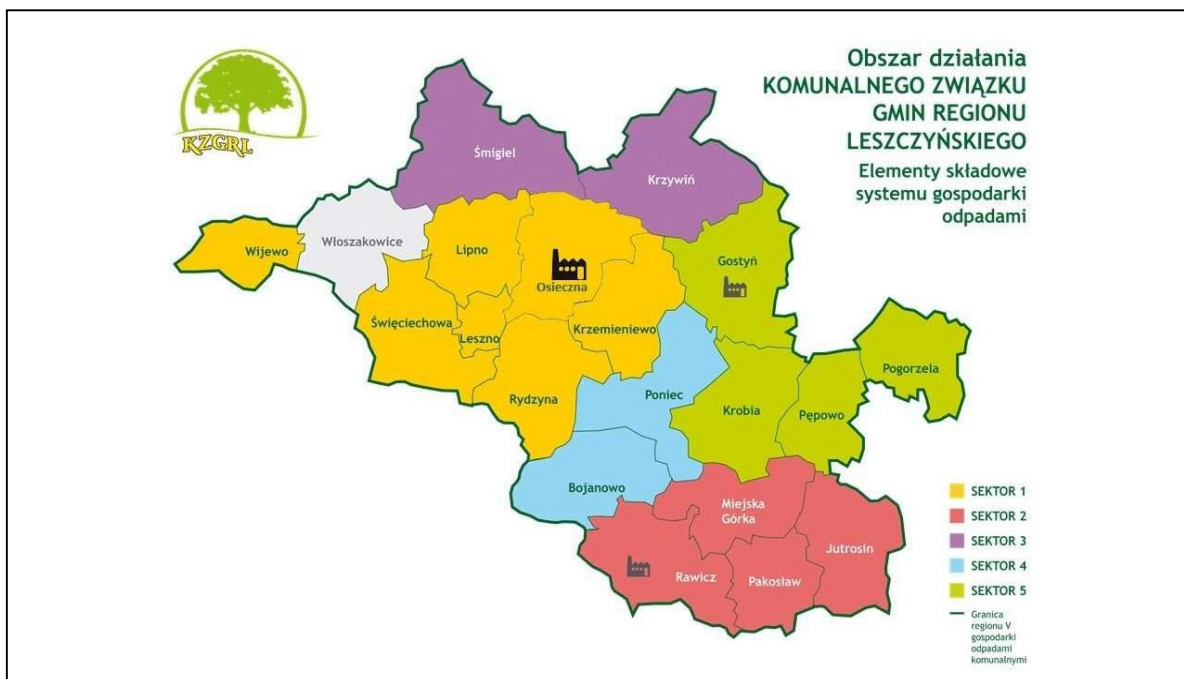 Obszar działania
KOMUNALNEGO ZWIĄZKU
GMIN REGIONU
LESZCZYŃSKIEGO
Elementy składowe
systemu gospodarki
odpadami
KZGRL
Śmigiel
Krzywiń
Włoszakowice
Wijewo
Lipno
Osieczna
Gostyń
Święciechowa
Leszno
Krzemieniewo
Rydzyna
Poniec
Krobia
Pępowo
Pogorzela
Bojanowo
Miejska
Górka
Jutrosin
Rawicz
Pakosław
SEKTOR 1
SEKTOR 2
SEKTOR 3
SEKTOR 4
SEKTOR 5
Granica
regionu V
gospodarki
odpadami
komunalnymi